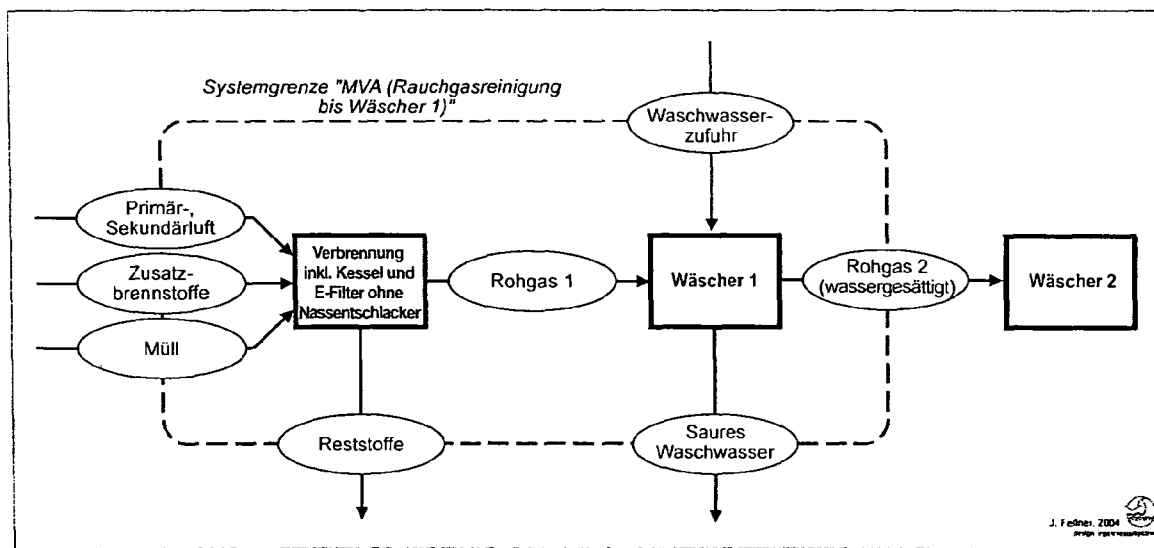 Systemgrenze "MVA (Rauchgasreinigung
bis Wäscher 1)"
Waschwasser-
zufuhr
Primär-,
Sekundärluft
Zusatz-
brennstoffe
Müll
Verbrennung
inkl. Kessel und
E-Filter ohne
Nassentschlacker
Rohgas 1
Wäscher 1
Rohgas 2
(wassergesättigt)
Wäscher 2
Reststoffe
Saures
Waschwasser
J. Fellner, 2004